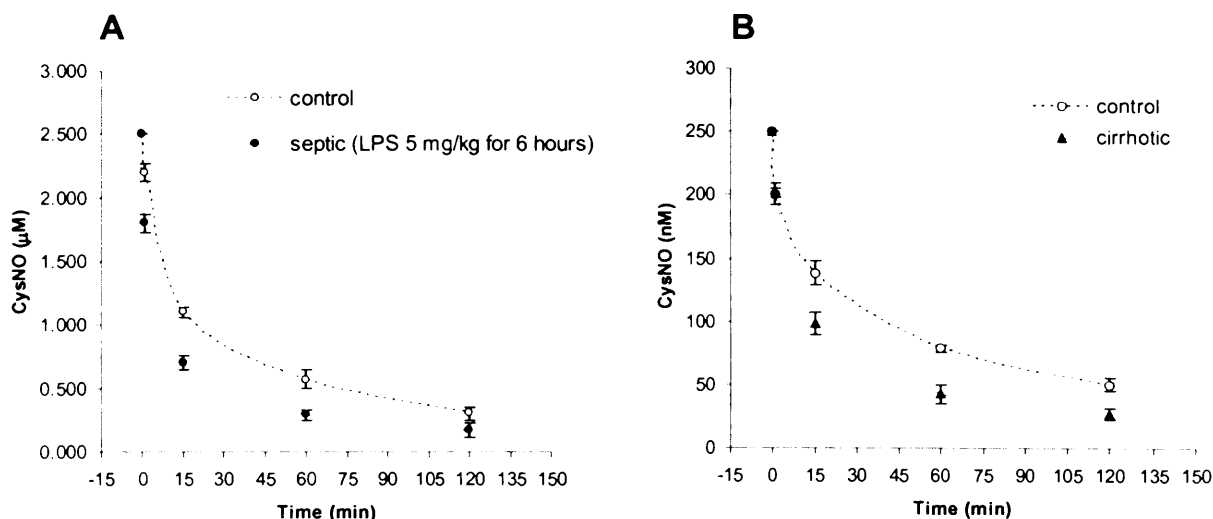 A
3.000
2.500
2.000
1.500
1.000
0.500
0.000
CysNO (µM)
control
septic (LPS 5 mg/kg for 6 hours)
-15 0 15 30 45 60 75 90 105 120 135 150
Time (min)
B
300
250
200
150
100
50
0
CysNO (nM)
control
cirrhotic
-15 0 15 30 45 60 75 90 105 120 135 150
Time (min)